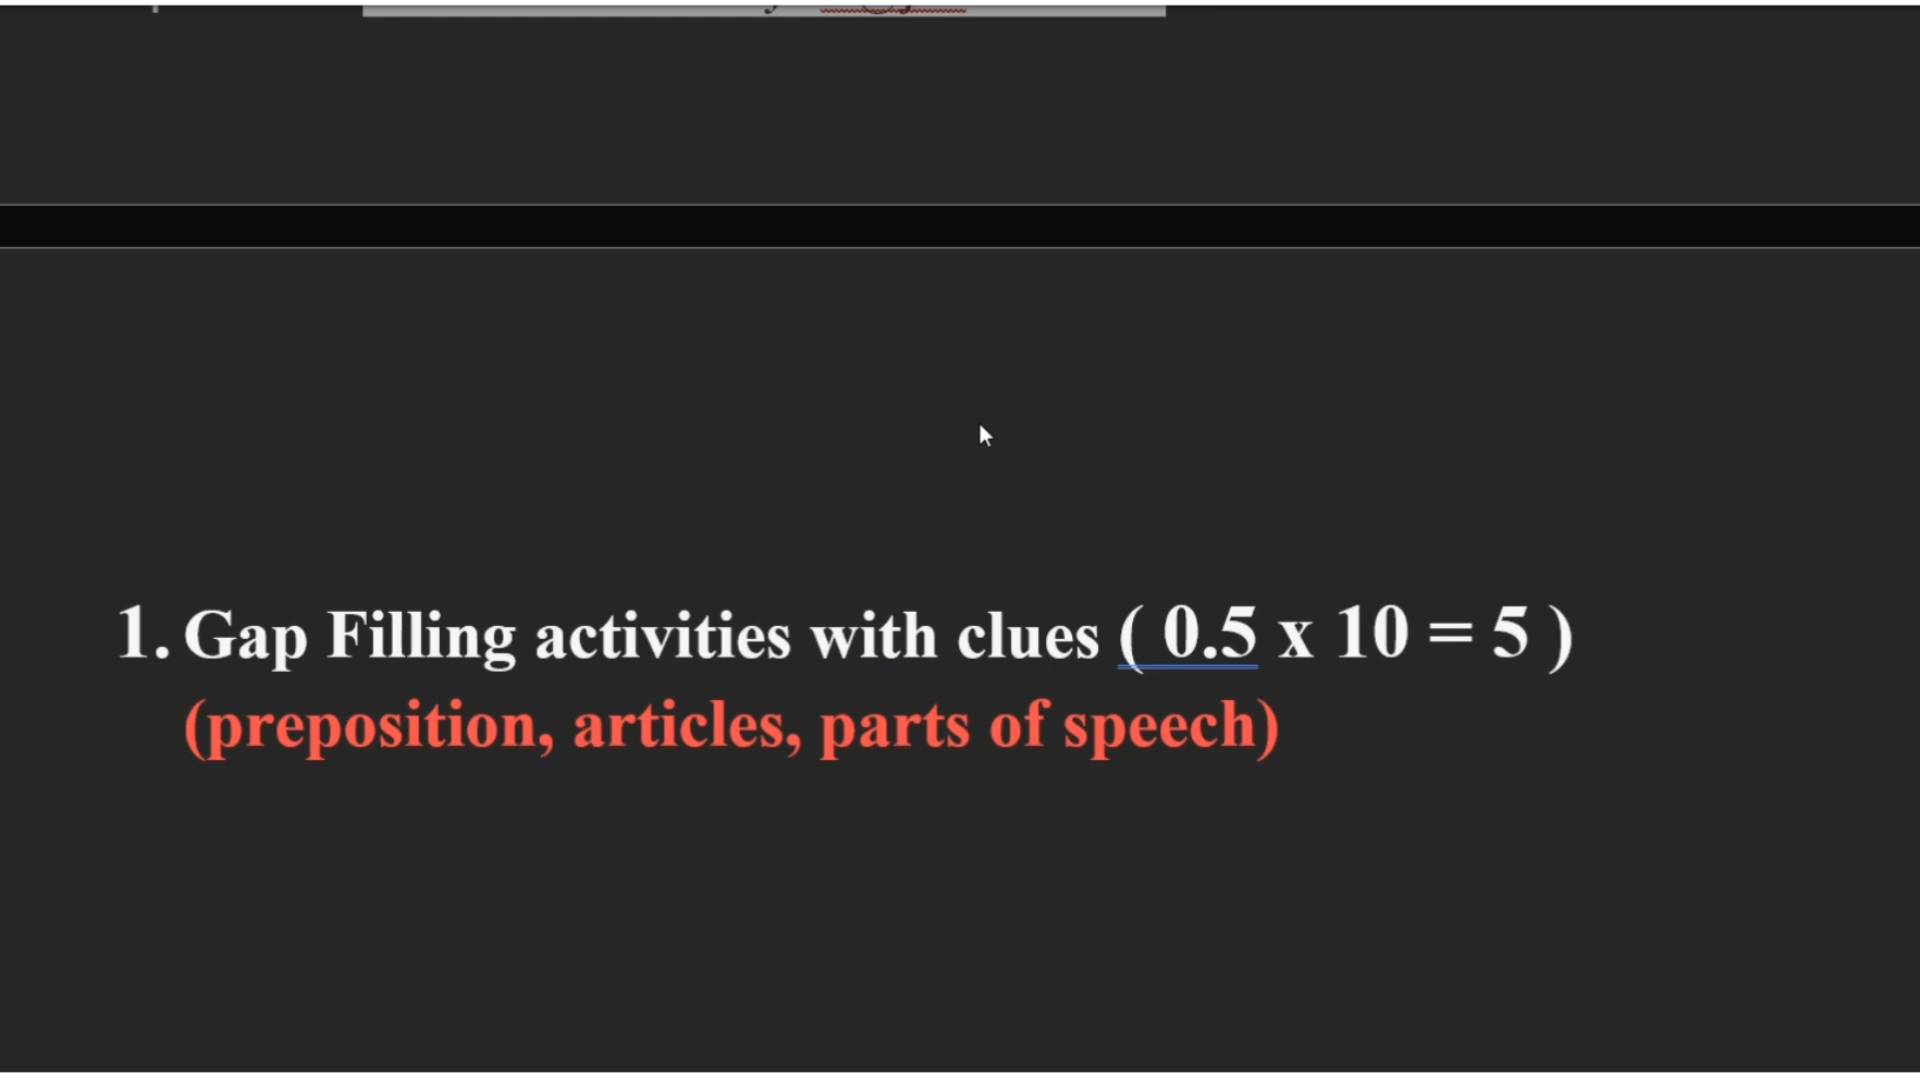 1. Gap Filling activities with clues ( 0.5 x 10 = 5 )
(preposition, articles, parts of speech)